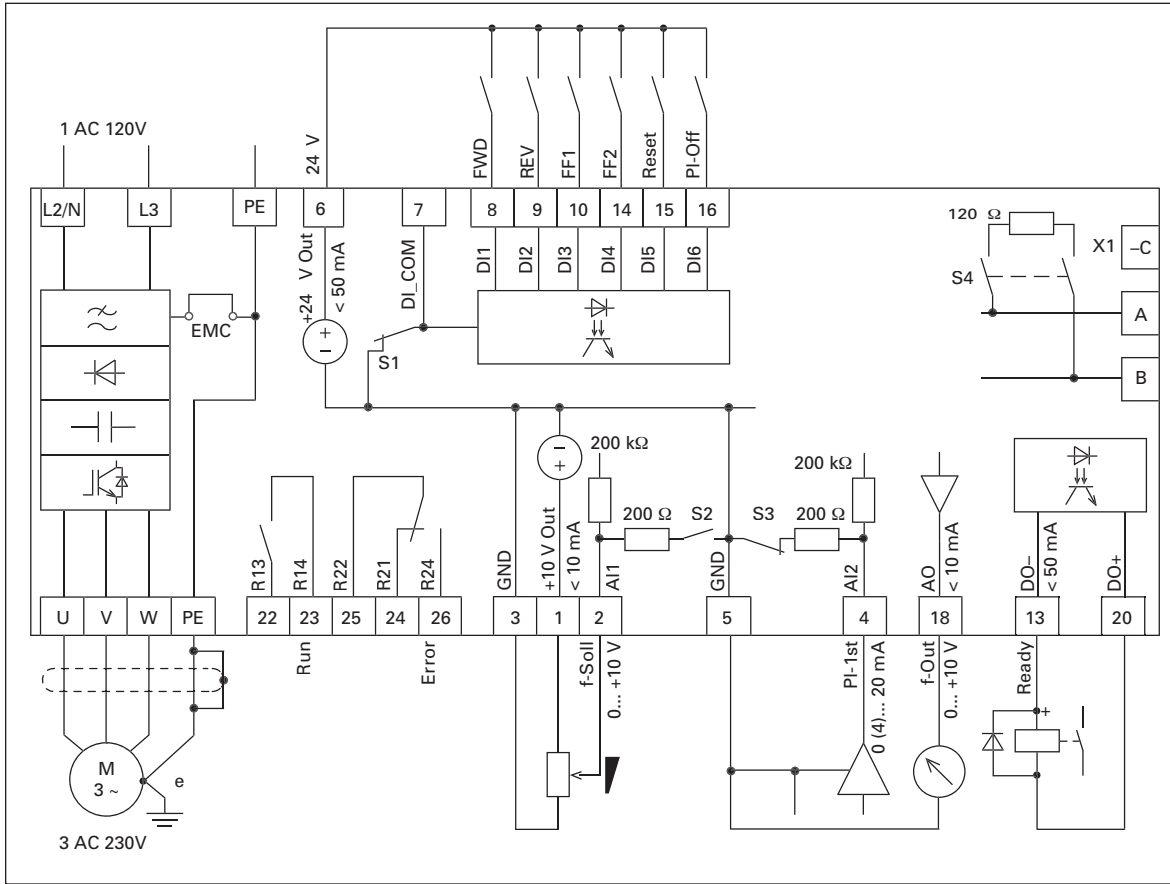 1 AC 120V
24 V
FWD
REV
FF1
FF2
Reset
PI-Off
L2/N
L3
PE
6
7
8
9
10
14
15
16
+24 V Out
< 50 mA
DI_COM
DI1
DI2
DI3
DI4
DI5
DI6
120 Ω
X1
–C
S4
A
B
EMC
+
–
S1
–
+
200 kΩ
200 kΩ
200 Ω
S2
S3
200 Ω
R13
R14
R22
R21
R24
GND
+10 V Out
< 10 mA
AI1
GND
AI2
AO
< 10 mA
DO–
< 50 mA
DO+
U
V
W
PE
22
23
25
24
26
3
1
2
5
4
18
13
20
Run
Error
f-Soll
0... +10 V
PI-1st
0 (4)... 20 mA
f-Out
0... +10 V
Ready
+
M
3 ~
e
3 AC 230V